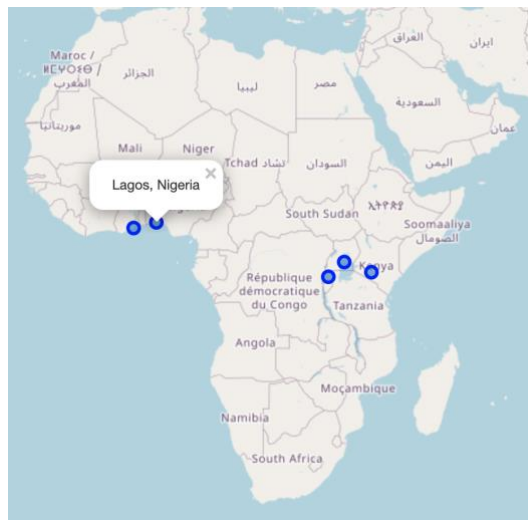 العراق
ایران
Maroc /
ⵍⵎⵖⵔⵉⴱ /
المغرب
الجزائر
ليبيا
مصر
السعودية
عمان
موريتانيا
Mali
Niger
Tchad تشاد
السودان
اليمن
Lagos, Nigeria
×
South Sudan
ኢትዮጵያ
Soomaaliya
الصومال
Kenya
République
démocratique
du Congo
Tanzania
Angola
Moçambique
Namibia
South Africa